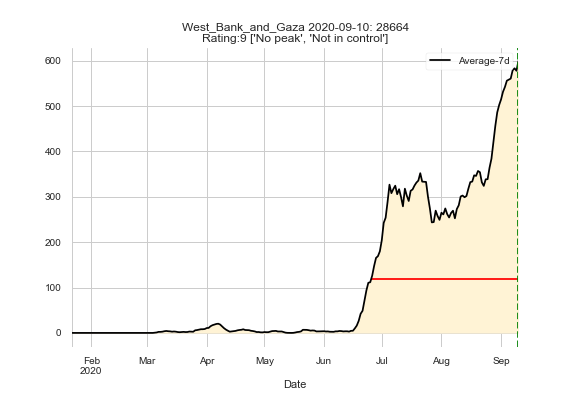 West_Bank_and_Gaza 2020-09-10: 28664
Rating:9 ['No peak', 'Not in control']
Average-7d
600
500
400
300
200
100
0
Feb Mar Apr May Jun Jul Aug Sep
2020
Date